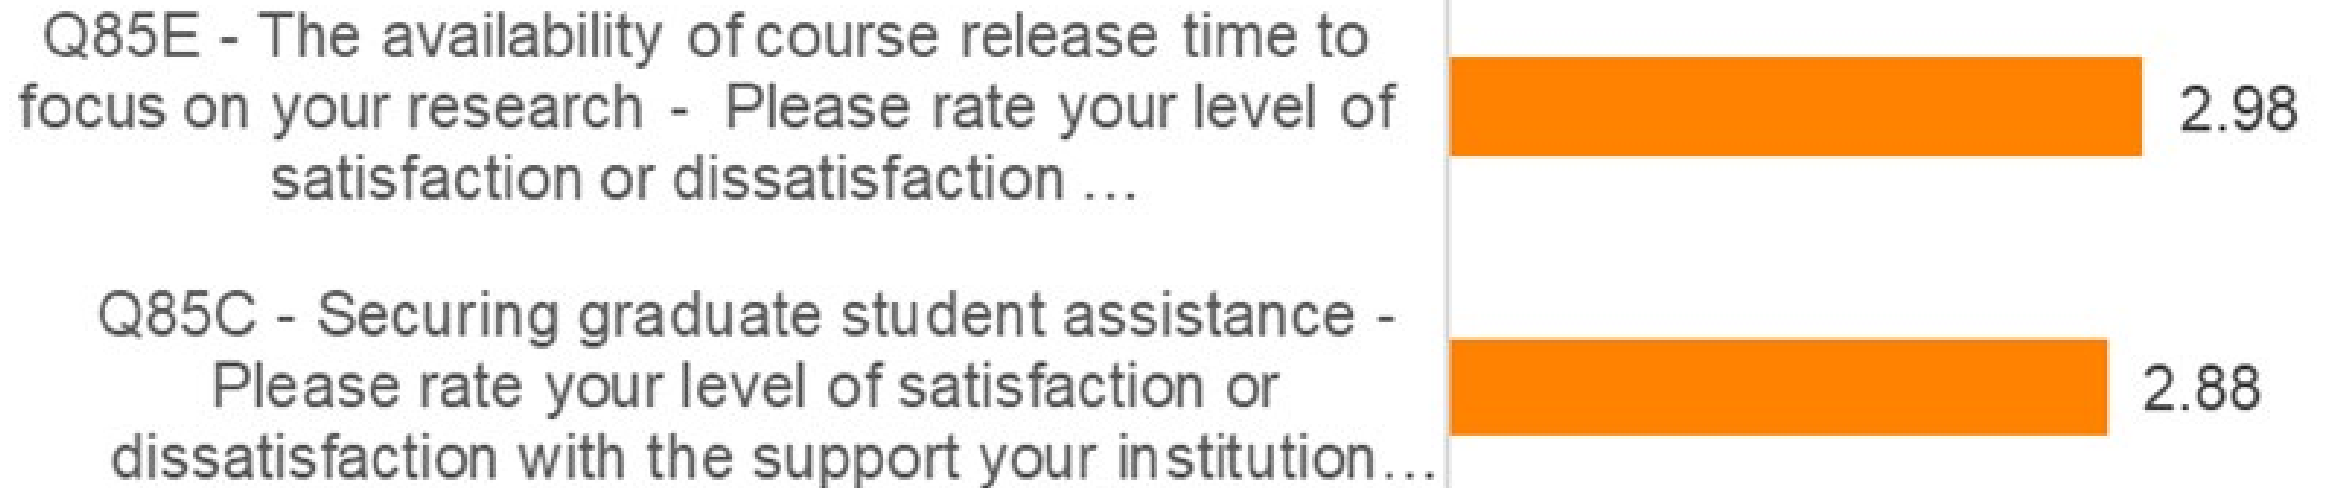 Q85E - The availability of course release time to
focus on your research - Please rate your level of
satisfaction or dissatisfaction ...
2.98
Q85C - Securing graduate student assistance -
Please rate your level of satisfaction or
dissatisfaction with the support your institution...
2.88